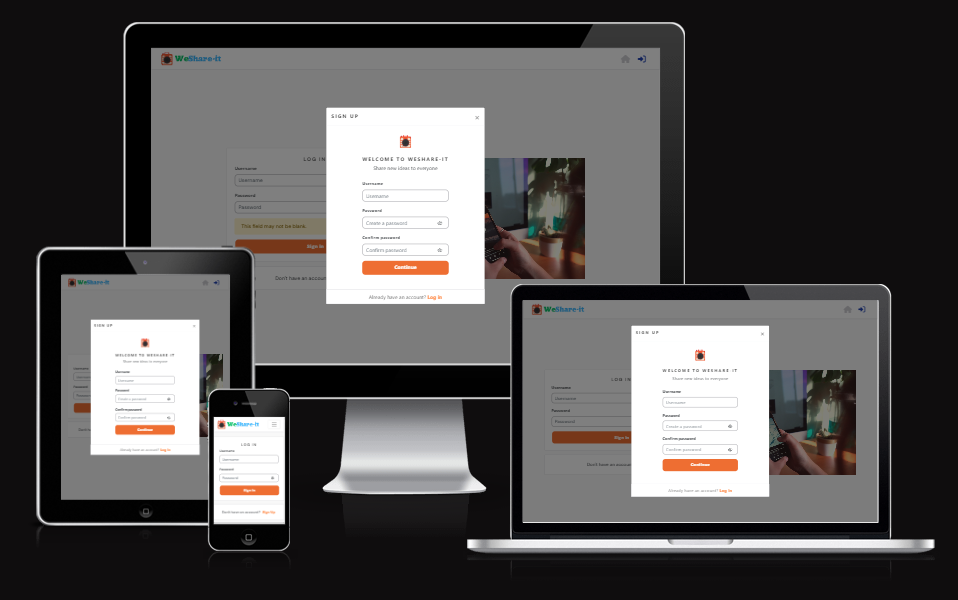 WeShare-it
SIGN UP
×
WELCOME TO WESHARE-IT
Share new ideas to everyone
Username
Username
Password
Create a password
Confirm password
Confirm password
Continue
Already have an account? Log in
LOG IN
Username
Username
Password
Password
This field may not be blank.
Sign in
Don't have an accoun
WeShare-it
SIGN UP
×
WELCOME TO WESHARE-IT
Share new ideas to everyone
Username
Username
Password
Create a password
Confirm password
Confirm password
Continue
Already have an account? Log in
WeShare-it
LOG IN
Username
Username
Password
Password
Sign in
Don't have an account? Sign Up
WeShare-it
SIGN UP
×
WELCOME TO WESHARE-IT
Share new ideas to everyone
Username
Username
Password
Create a password
Confirm password
Confirm password
Continue
Already have an account? Log in
LOG IN
Username
Username
Password
Password
Sign in
Don't have an accoun